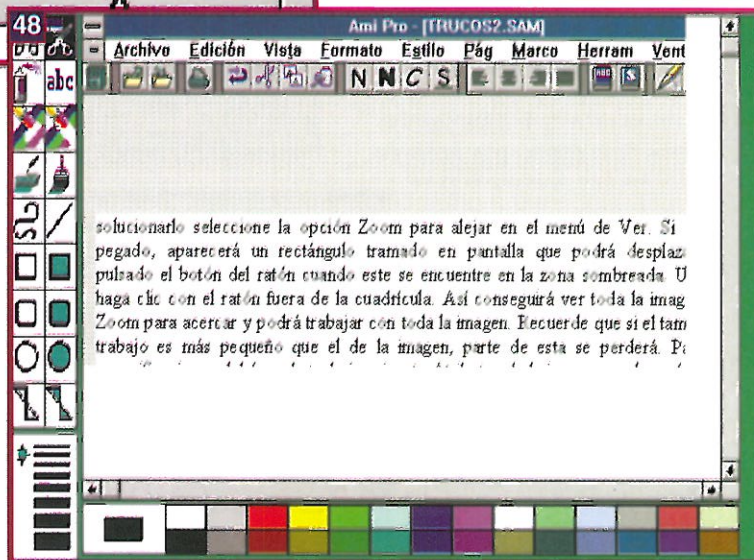 48
Ami Pro - [TRUCOS2.SAM]
Archivo Edición Vista Formato Estilo Pág Marco Herram Vent
abc
N N C S
solucionarlo seleccione la opción Zoom para alejar en el menú de Ver. Si
pegado, aparecerá un rectángulo tramado en pantalla que podrá desplaz
pulsado el botón del ratón cuando este se encuentre en la zona sombreada. U
haga clic con el ratón fuera de la cuadrícula. Así conseguirá ver toda la imag
Zoom para acercar y podrá trabajar con toda la imagen. Recuerde que si el tam
trabajo es más pequeño que el de la imagen, parte de esta se perderá. Pa